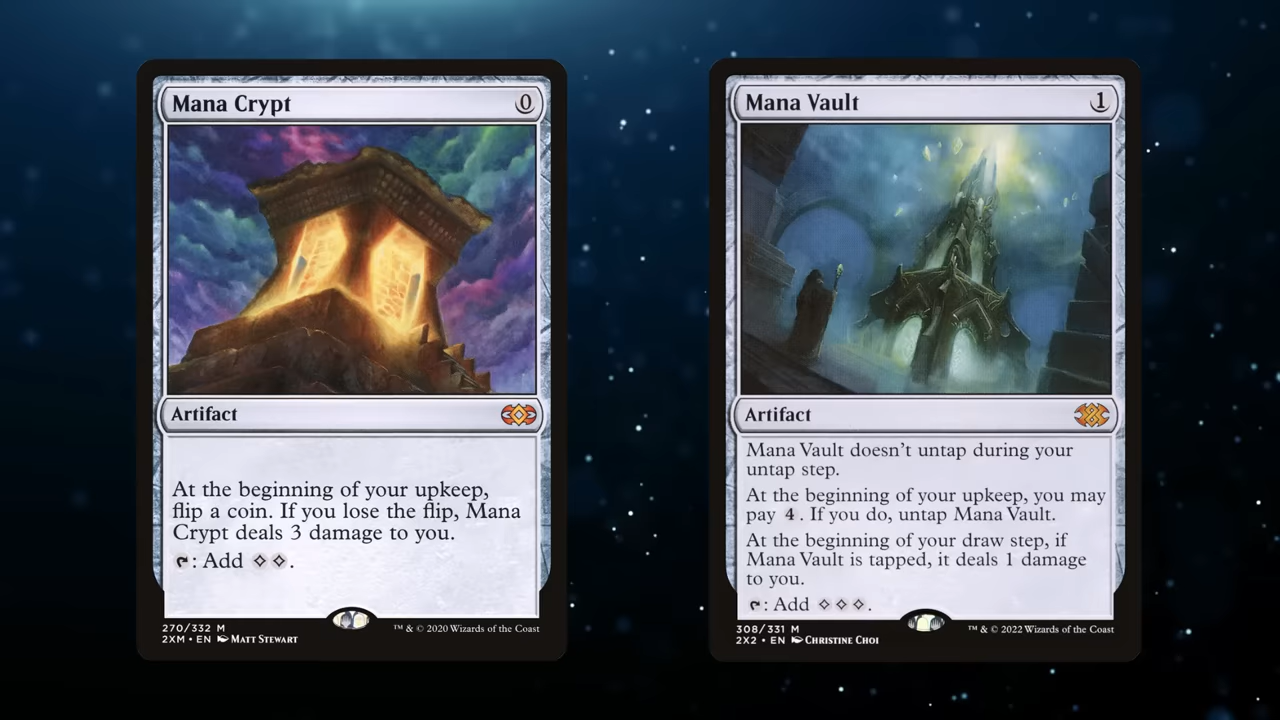 Mana Crypt 0
Artifact
At the beginning of your upkeep,
flip a coin. If you lose the flip, Mana
Crypt deals 3 damage to you.
: Add .
270/332 M
2XM • EN MATT STEWART
™ & © 2020 Wizards of the Coast
Mana Vault 1
Artifact
Mana Vault doesn't untap during your
untap step.
At the beginning of your upkeep, you may
pay 4. If you do, untap Mana Vault.
At the beginning of your draw step, if
Mana Vault is tapped, it deals 1 damage
to you.
: Add .
308/331 M
2X2 • EN CHRISTINE CHOI
™ & © 2022 Wizards of the Coast